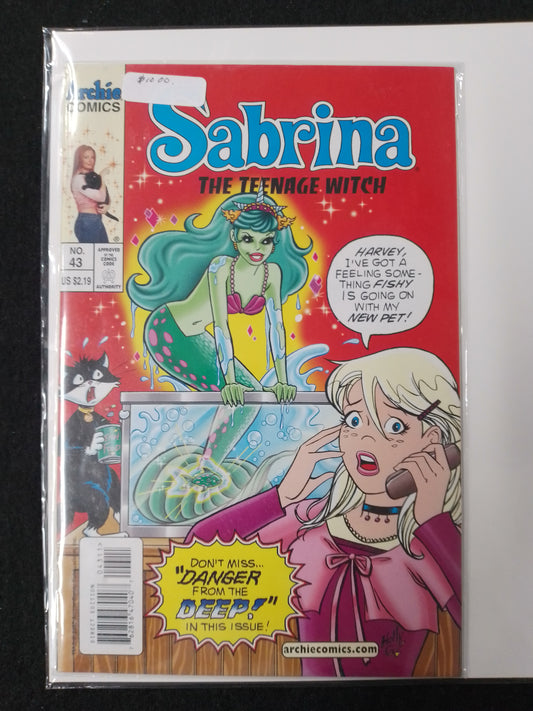 $10.00.
Archie
COMICS
Sabrina
THE TEENAGE WITCH
NO.
43
US $2.19
APPROVED
BY THE
COMICS
CODE
AUTHORITY
HARVEY,
I'VE GOT A
FEELING SOME-
THING FISHY
IS GOING ON
WITH MY
NEW PET!
DON'T MISS...
"DANGER
FROM THE
DEEP!"
IN THIS ISSUE!
archiecomics.com
Holly
G!
DIRECT EDITION
04311